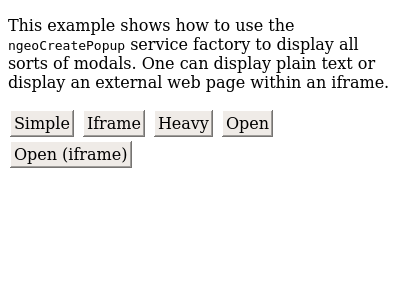 This example shows how to use the
ngeoCreatePopup service factory to display all
sorts of modals. One can display plain text or
display an external web page within an iframe.
Simple Iframe Heavy Open
Open (iframe)